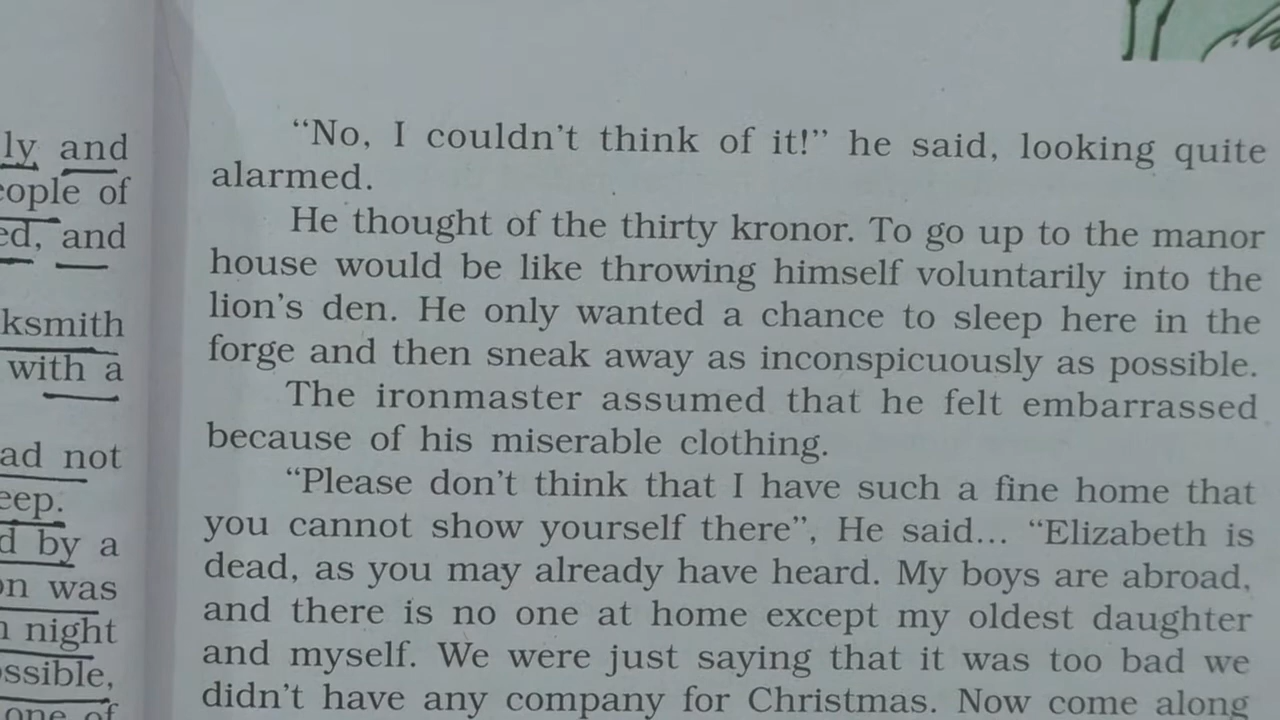 ly and
eople of
ed, and
ksmith
with a
ad not
eep.
d by a
on was
n night
ossible,
one of
“No, I couldn’t think of it!” he said, looking quite
alarmed.
He thought of the thirty kronor. To go up to the manor
house would be like throwing himself voluntarily into the
lion’s den. He only wanted a chance to sleep here in the
forge and then sneak away as inconspicuously as possible.
The ironmaster assumed that he felt embarrassed
because of his miserable clothing.
“Please don’t think that I have such a fine home that
you cannot show yourself there”, He said... “Elizabeth is
dead, as you may already have heard. My boys are abroad,
and there is no one at home except my oldest daughter
and myself. We were just saying that it was too bad we
didn’t have any company for Christmas. Now come along